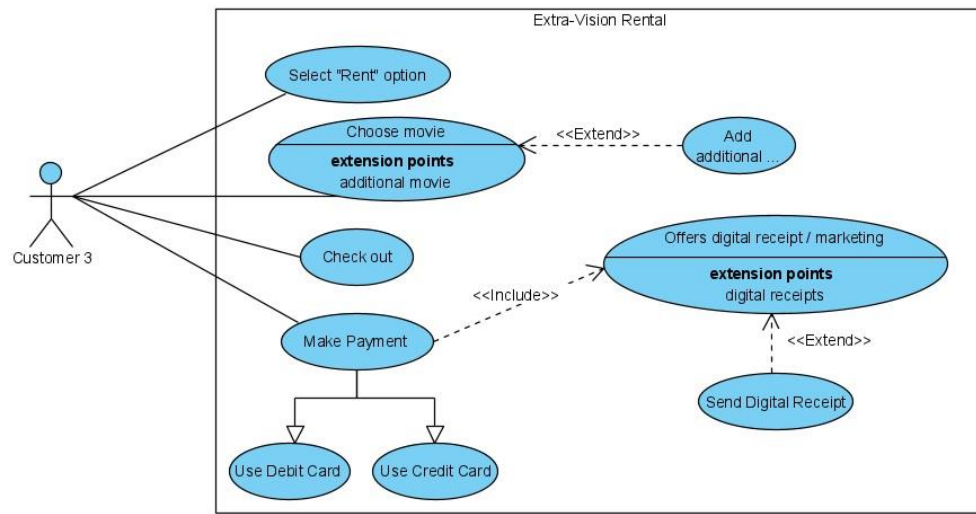 Extra-Vision Rental
Select "Rent" option
Choose movie
extension points
additional movie
<<Extend>>
Add
additional ...
Customer 3
Check out
Offers digital receipt / marketing
extension points
digital receipts
<<Include>>
Make Payment
<<Extend>>
Send Digital Receipt
Use Debit Card
Use Credit Card